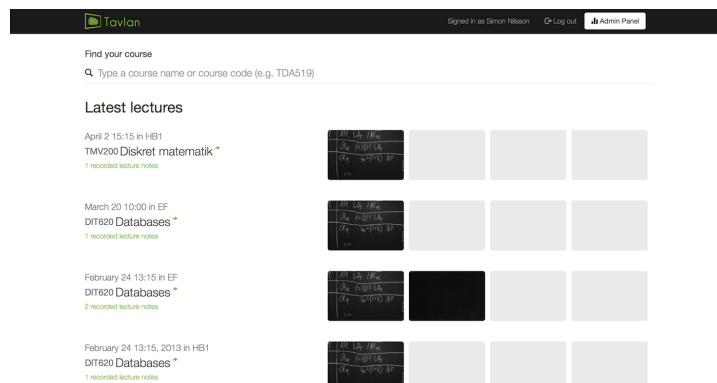 Tavlan
Signed in as Simon Nilsson Log out Admin Panel
Find your course
Type a course name or course code (e.g. TDA519)
Latest lectures
April 2 15:15 in HB1
TMV200 Diskret matematik
1 recorded lecture notes
March 20 10:00 in EF
DIT620 Databases
1 recorded lecture notes
February 24 13:15 in EF
DIT620 Databases
2 recorded lecture notes
February 24 13:15, 2013 in HB1
DIT620 Databases
1 recorded lecture notes